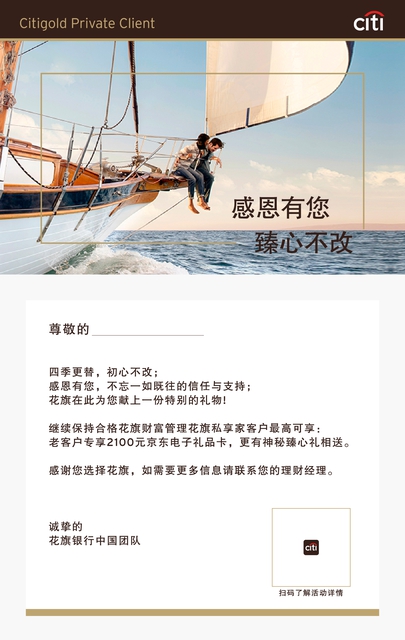 Citigold Private Client
citi
感恩有您
臻心不改
尊敬的
四季更替，初心不改；
感恩有您，不忘一如既往的信任与支持；
花旗在此为您献上一份特别的礼物!
继续保持合格花旗财富管理花旗私享家客户最高可享：
老客户专享2100元京东电子礼品卡，更有神秘臻心礼相送。
感谢您选择花旗，如需要更多信息请联系您的理财经理。
诚挚的
花旗银行中国团队
citi
扫码了解活动详情